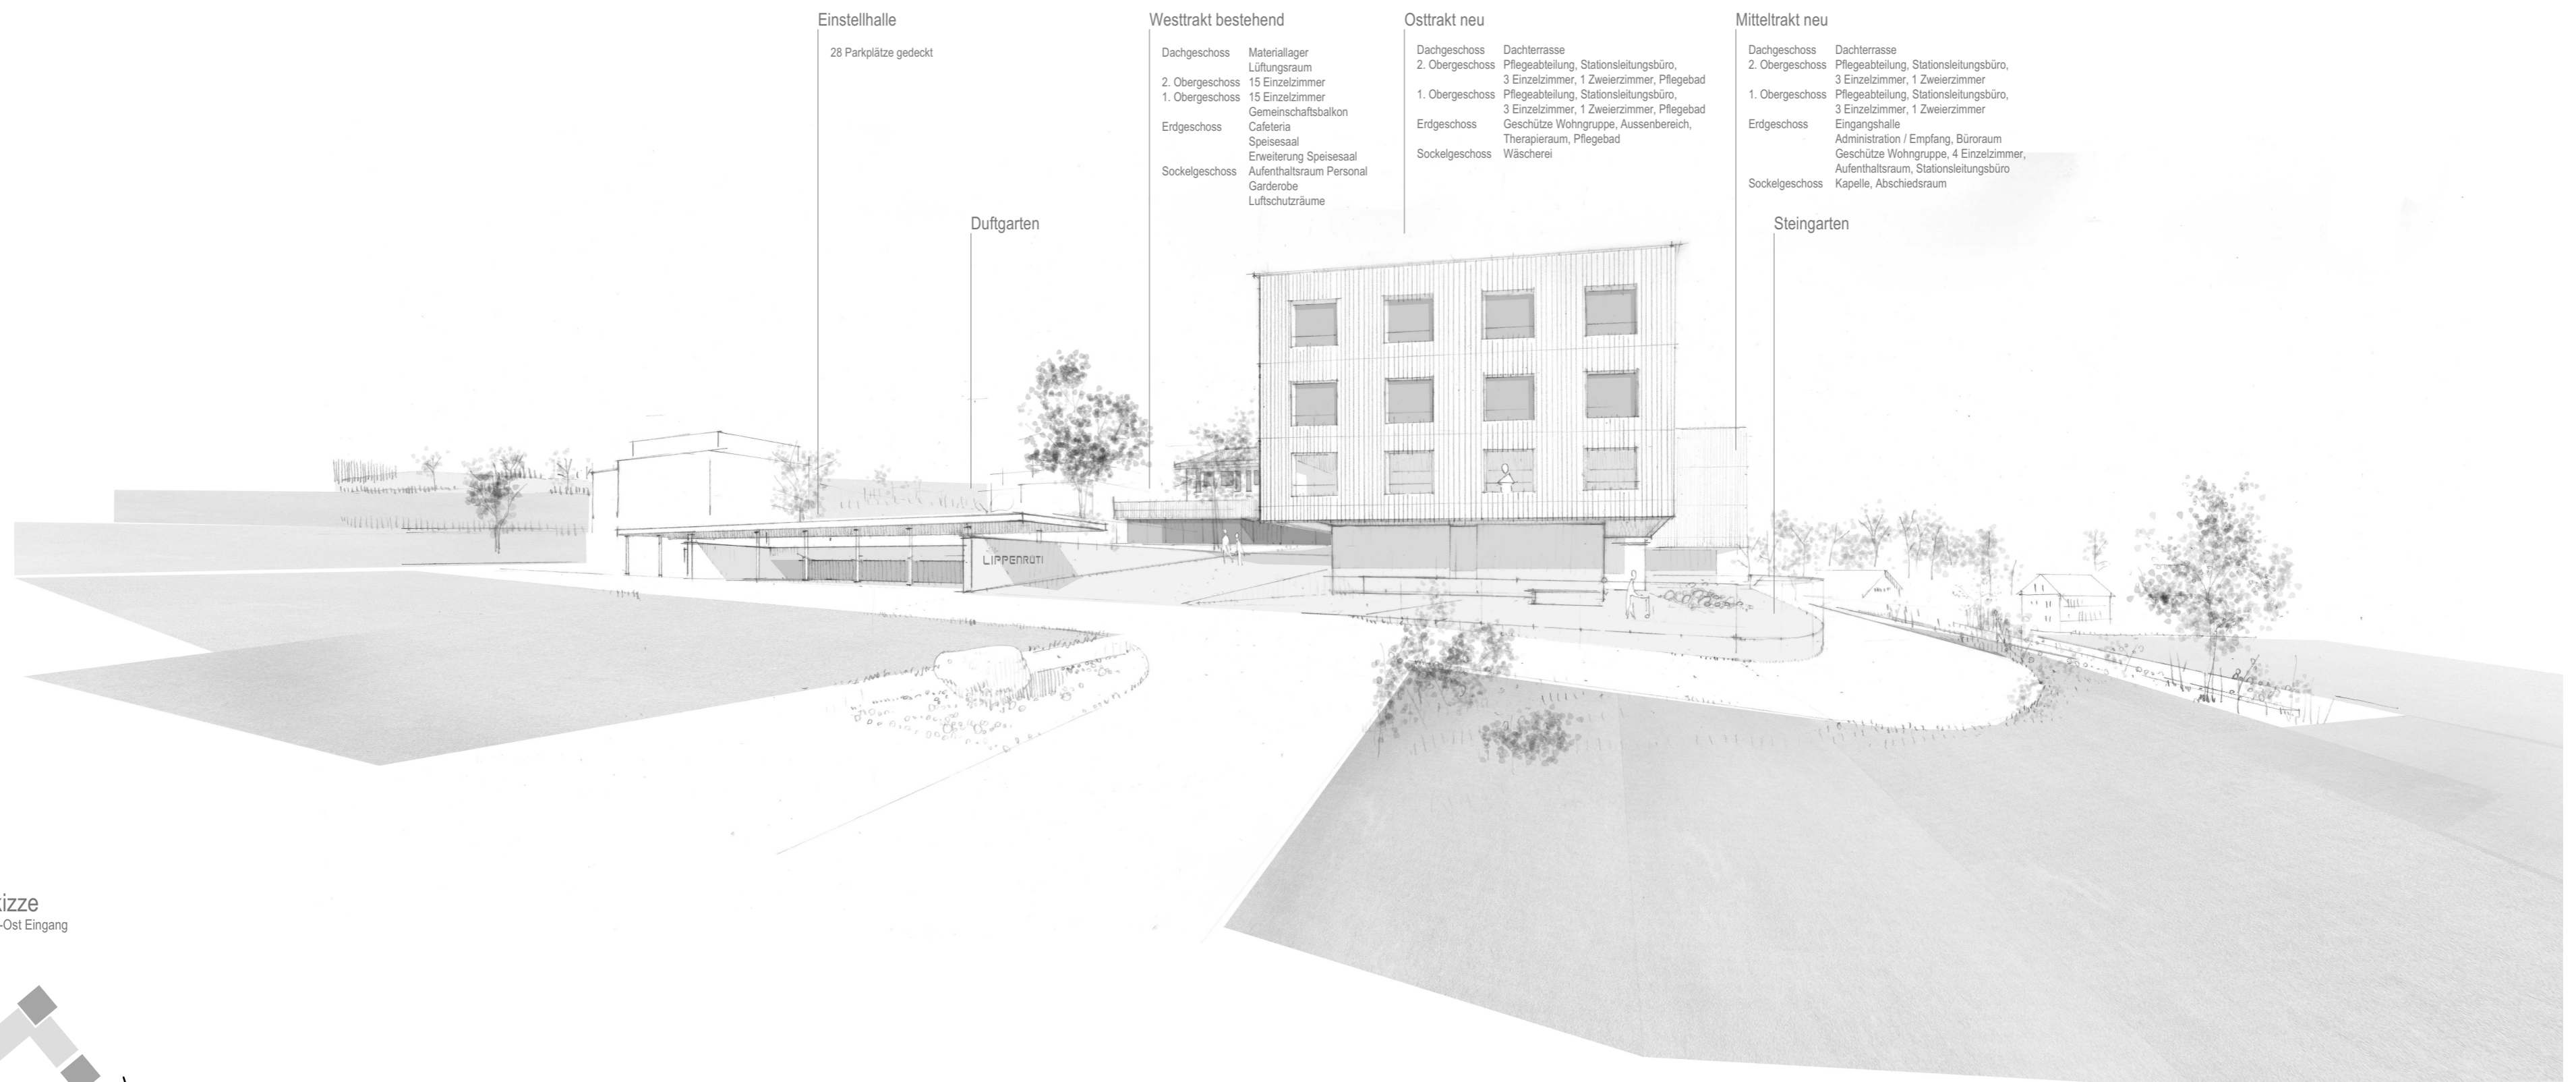 Einstellhalle
28 Parkplätze gedeckt
Westtrakt bestehend
Dachgeschoss Materiallager
Lüftungsraum
2. Obergeschoss 15 Einzelzimmer
1. Obergeschoss 15 Einzelzimmer
Gemeinschaftsbalkon
Erdgeschoss Cafeteria
Speisesaal
Erweiterung Speisesaal
Sockelgeschoss Aufenthaltsraum Personal
Garderobe
Luftschutzräume
Osttrakt neu
Dachgeschoss Dachterrasse
2. Obergeschoss Pflegeabteilung, Stationsleitungsbüro,
3 Einzelzimmer, 1 Zweierzimmer, Pflegebad
1. Obergeschoss Pflegeabteilung, Stationsleitungsbüro,
3 Einzelzimmer, 1 Zweierzimmer, Pflegebad
Erdgeschoss Geschütze Wohngruppe, Aussenbereich,
Therapieraum, Pflegebad
Sockelgeschoss Wäscherei
Mitteltrakt neu
Dachgeschoss Dachterrasse
2. Obergeschoss Pflegeabteilung, Stationsleitungsbüro,
3 Einzelzimmer, 1 Zweierzimmer
1. Obergeschoss Pflegeabteilung, Stationsleitungsbüro,
3 Einzelzimmer, 1 Zweierzimmer
Erdgeschoss Eingangshalle
Administration / Empfang, Büroraum
Geschütze Wohngruppe, 4 Einzelzimmer,
Aufenthaltsraum, Stationsleitungsbüro
Sockelgeschoss Kapelle, Abschiedsraum
Duftgarten
Steingarten
LIPPENRÜTI
kizze
-Ost Eingang